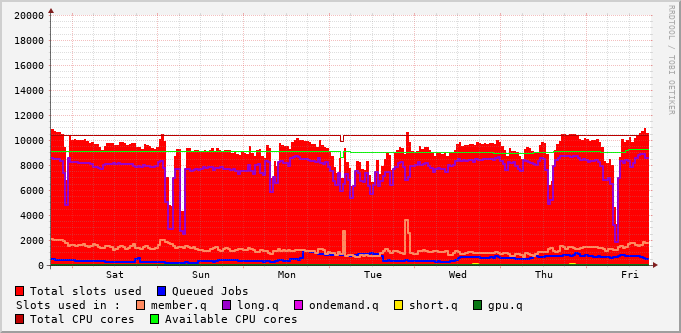 RRDTOOL / TOBI OETIKER
20000
18000
16000
14000
12000
10000
8000
6000
4000
2000
0
Sat Sun Mon Tue Wed Thu Fri
Total slots used Queued Jobs
Slots used in : member.q long.q ondemand.q short.q gpu.q
Total CPU cores Available CPU cores